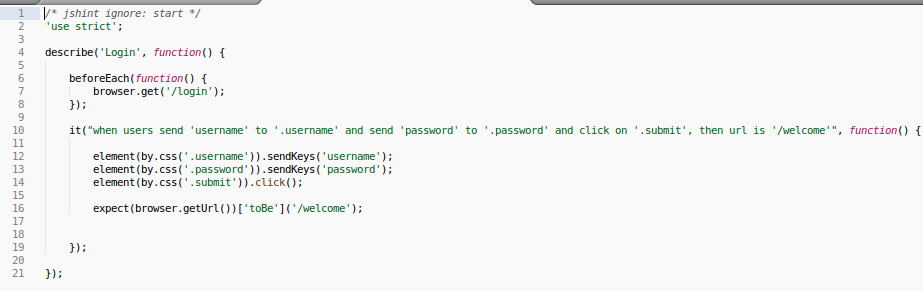 1 /* jshint ignore: start */
2 'use strict';
3
4 describe('Login', function() {
5
6 beforeEach(function() {
7 browser.get('/login');
8 });
9
10 it("when users send 'username' to '.username' and send 'password' to '.password' and click on '.submit', then url is '/welcome'", function() {
11
12 element(by.css('.username')).sendKeys('username');
13 element(by.css('.password')).sendKeys('password');
14 element(by.css('.submit')).click();
15
16 expect(browser.getUrl())['toBe']('/welcome');
17
18
19 });
20
21 });